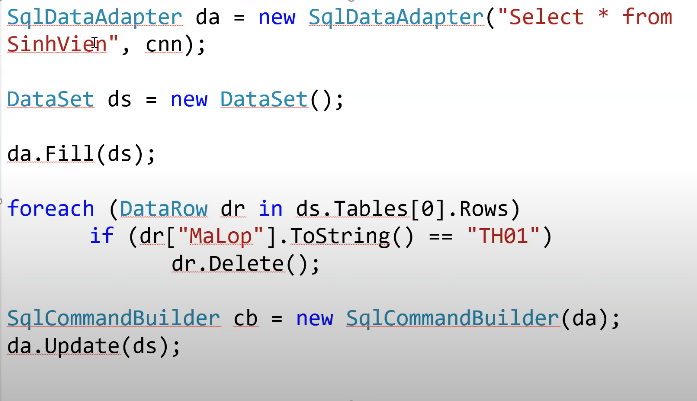 SqlDataAdapter da = new SqlDataAdapter("Select * from
SinhVien", cnn);
DataSet ds = new DataSet();
da.Fill(ds);
foreach (DataRow dr in ds.Tables[0].Rows)
if (dr["MaLop"].ToString() == "TH01")
dr.Delete();
SqlCommandBuilder cb = new SqlCommandBuilder(da);
da.Update(ds);